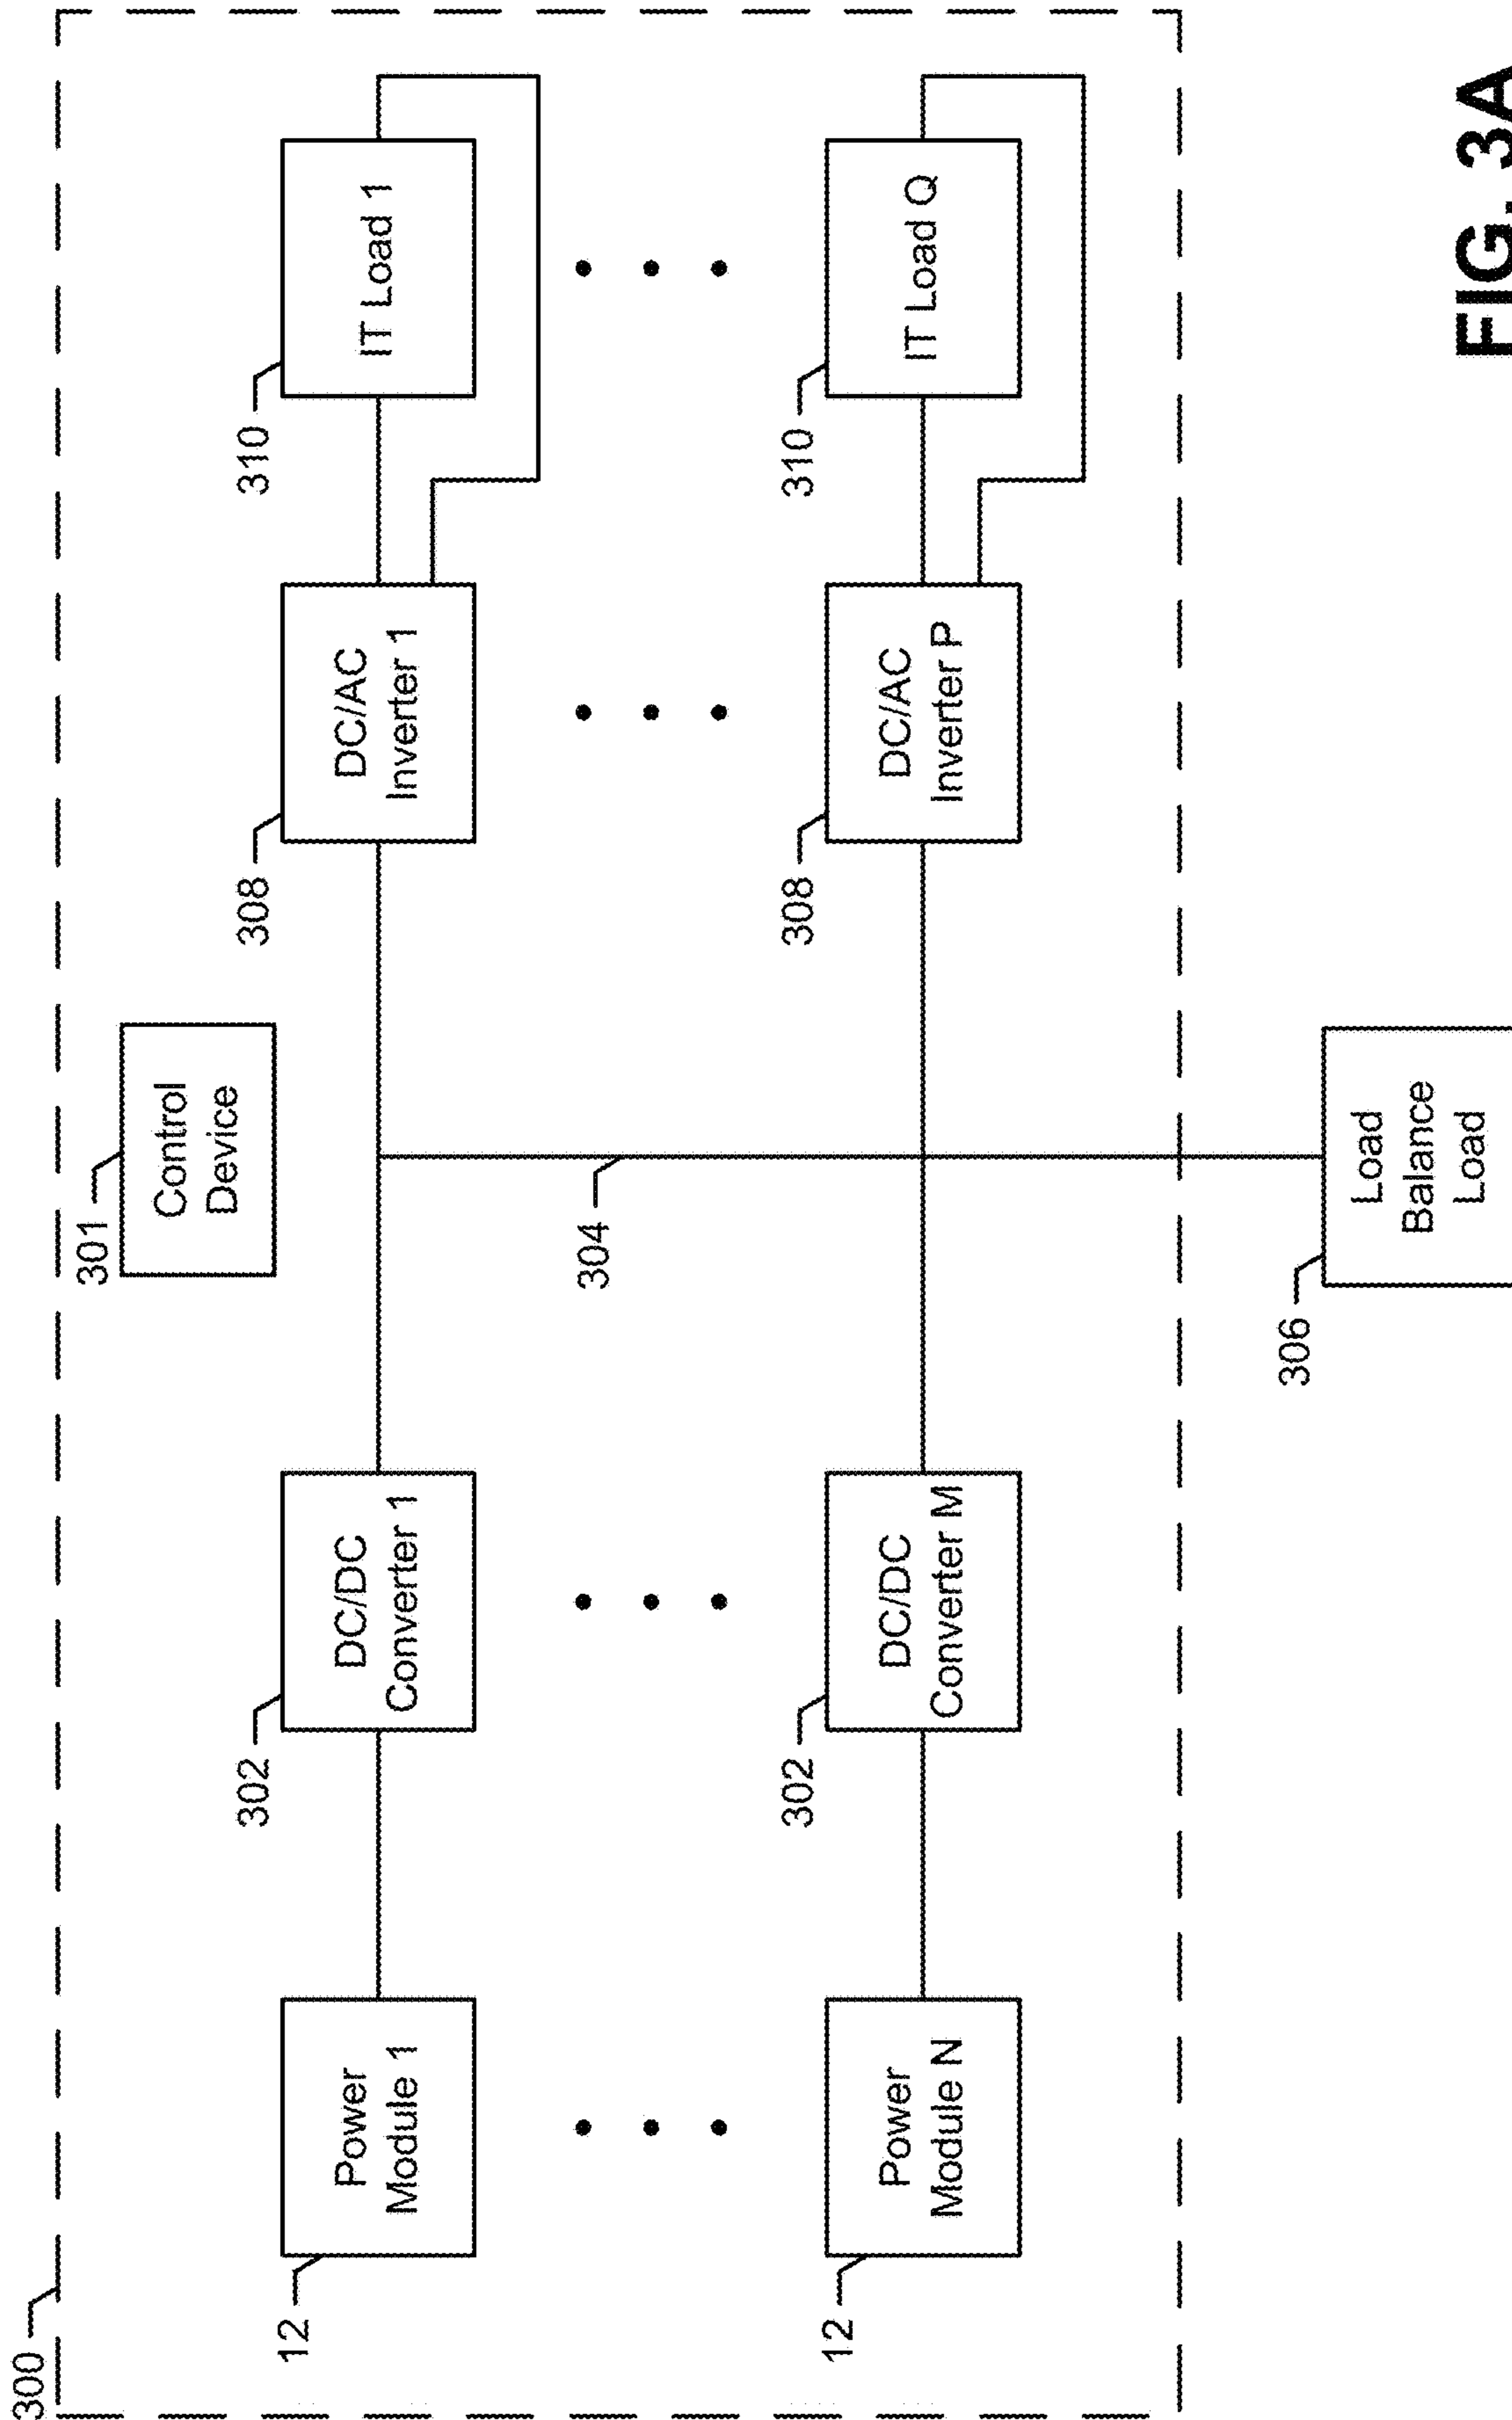 300
301
Control
Device
12
302
308
310
Power
Module 1
DC/DC
Converter 1
DC/AC
Inverter 1
IT Load 1
304
12
302
308
310
Power
Module N
DC/DC
Converter M
DC/AC
Inverter P
IT Load Q
306
Load
Balance
Load
FIG. 3A